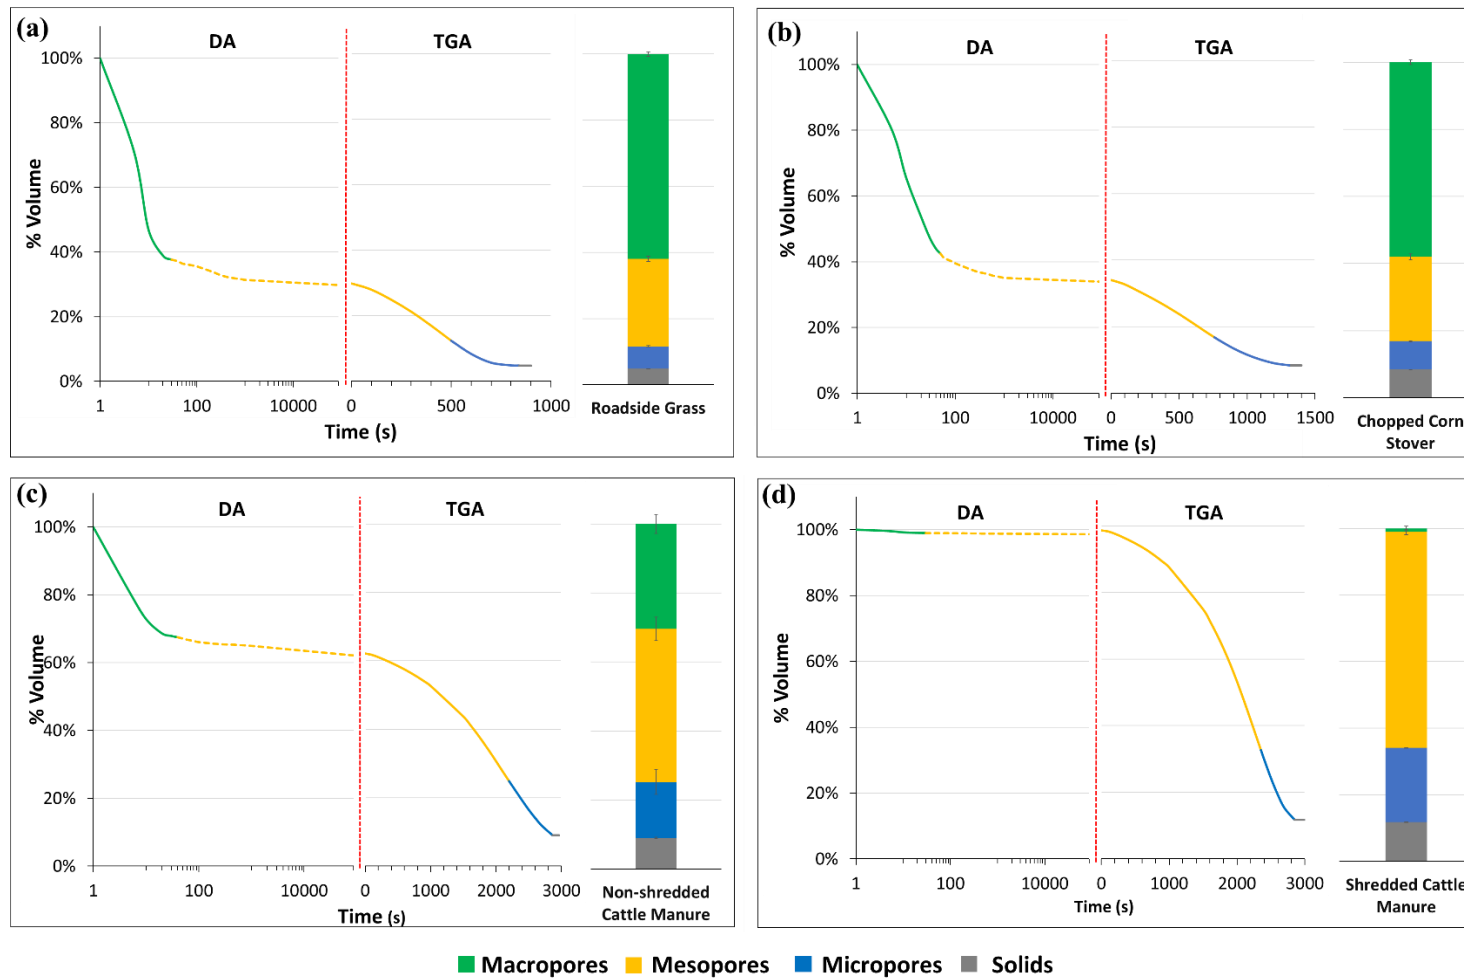 (a)
DA
TGA
100%
80%
60%
40%
20%
0%
% Volume
1
100
10000
0
500
1000
Time (s)
Roadside Grass
(b)
DA
TGA
100%
80%
60%
40%
20%
0%
% Volume
1
100
10000
0
500
1000
1500
Time (s)
Chopped Corn
Stover
(c)
DA
TGA
100%
80%
60%
40%
20%
0%
% Volume
1
100
10000
0
1000
2000
3000
Time (s)
Non-shredded
Cattle Manure
(d)
DA
TGA
100%
80%
60%
40%
20%
0%
% Volume
1
100
10000
0
1000
2000
3000
Time (s)
Shredded Cattle
Manure
Macropores Mesopores Micropores Solids